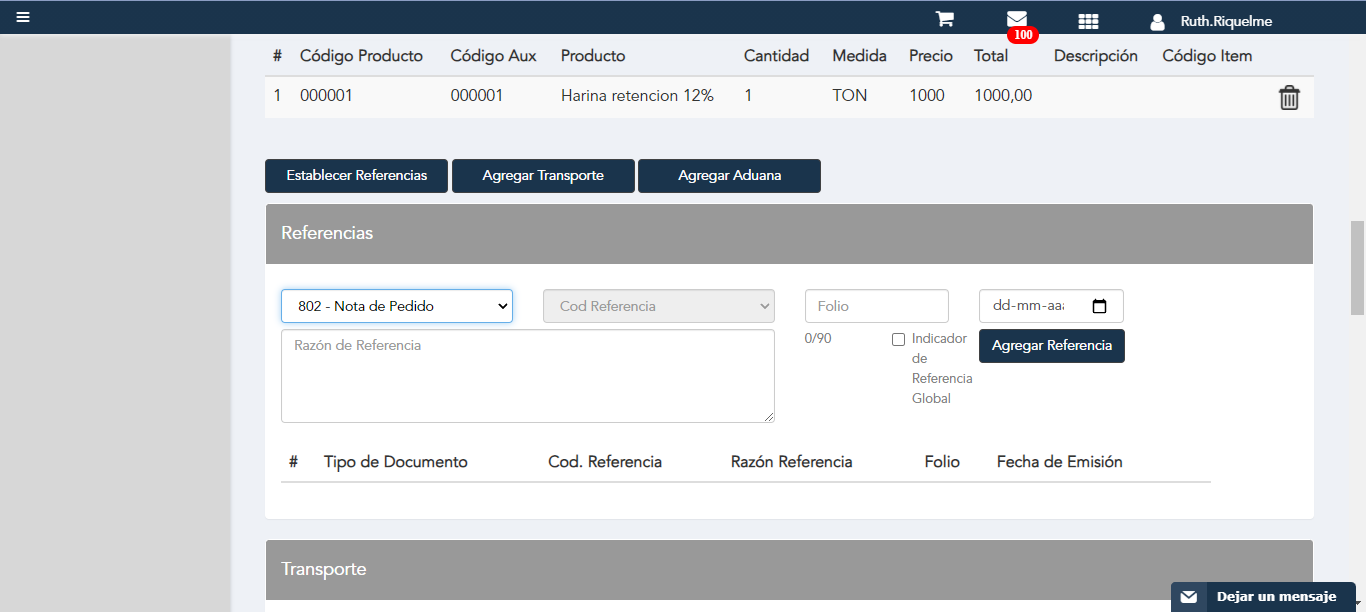 Ruth.Riquelme
100
# Código Producto Código Aux Producto Cantidad Medida Precio Total Descripción Código Item
1 000001 000001 Harina retencion 12% 1 TON 1000 1000,00
Establecer Referencias Agregar Transporte Agregar Aduana
Referencias
802 - Nota de Pedido Cod Referencia Folio dd-mm-aa
Razón de Referencia 0/90 Indicador Agregar Referencia
de
Referencia
Global
# Tipo de Documento Cod. Referencia Razón Referencia Folio Fecha de Emisión
Transporte
Dejar un mensaje